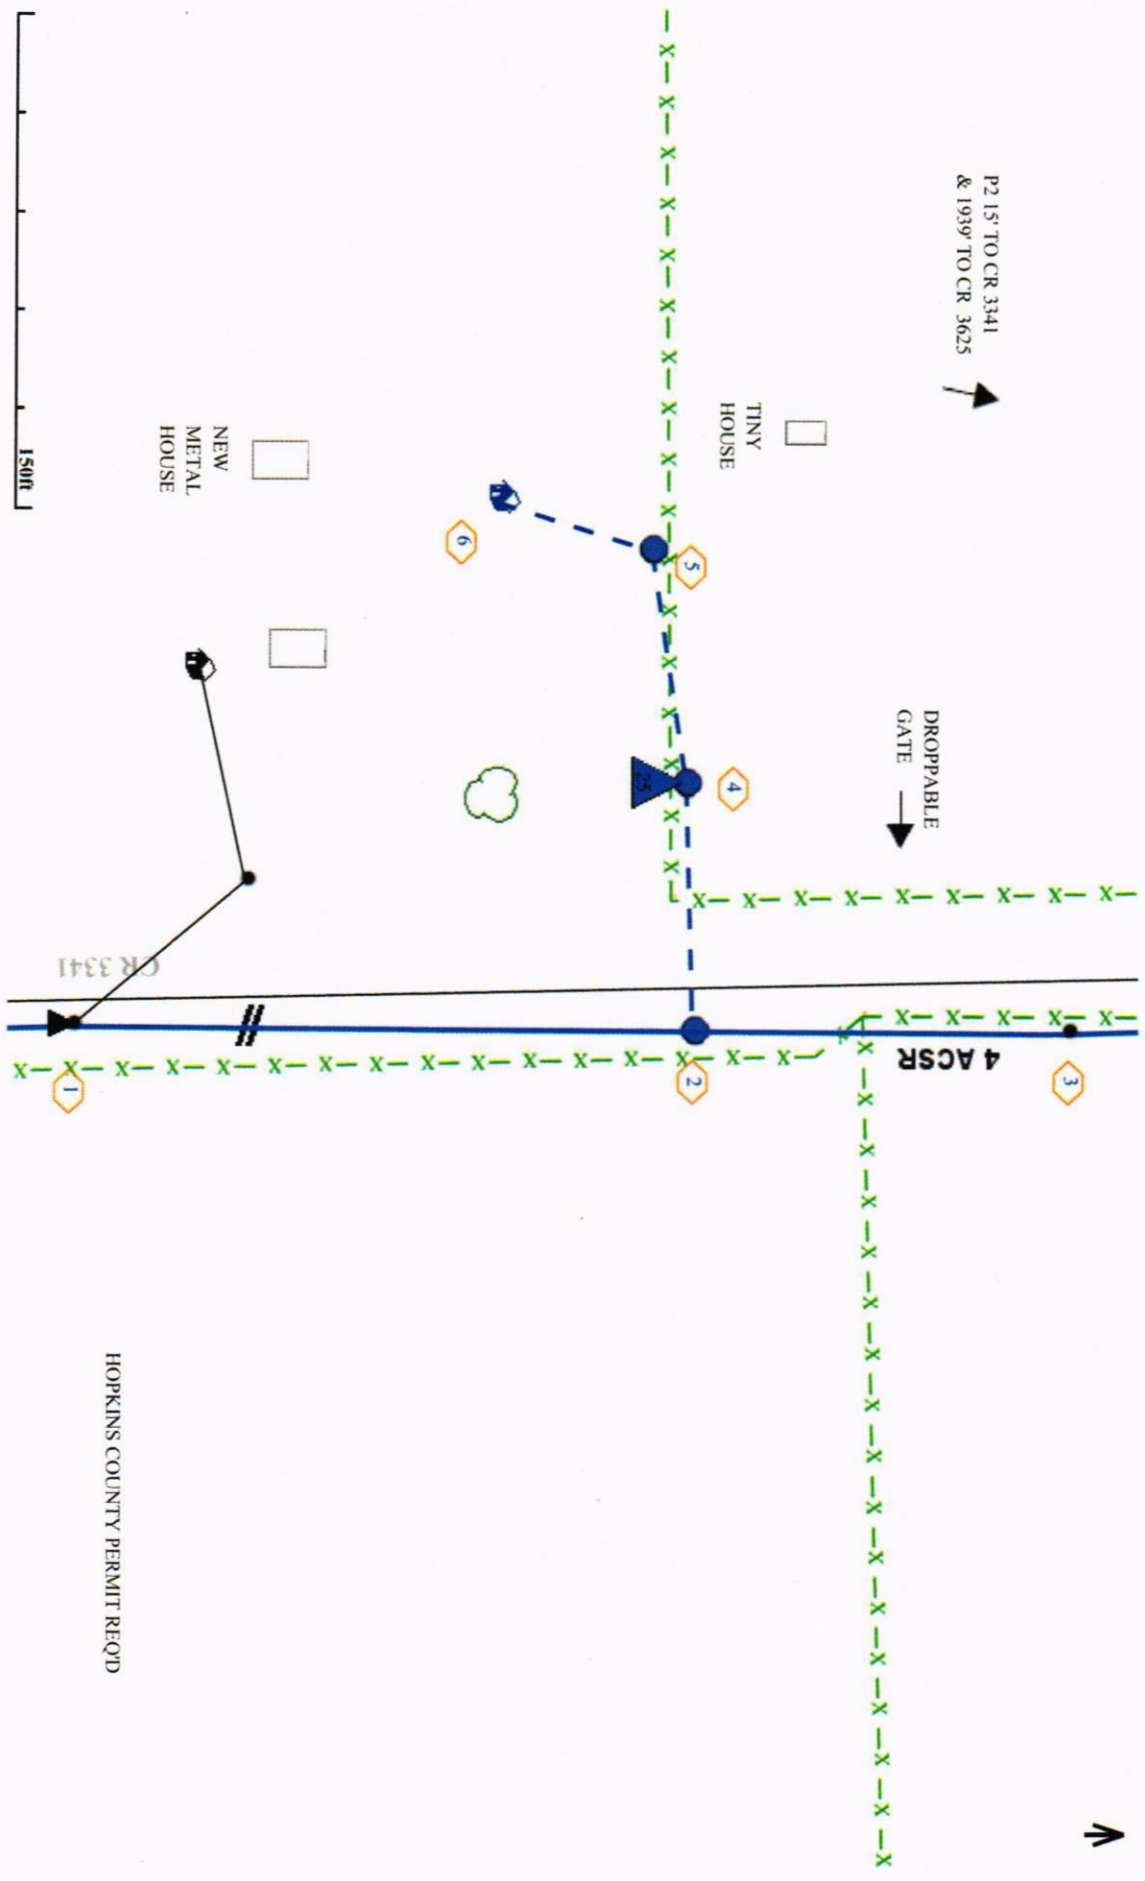 P2 15' TO CR 3341
& 1939' TO CR 3625
DROPPABLE
GATE
TINY
HOUSE
NEW
METAL
HOUSE
150ft
CR 3341
4 ACSR
25
1
2
3
4
5
6
HOPKINS COUNTY PERMIT REQ'D